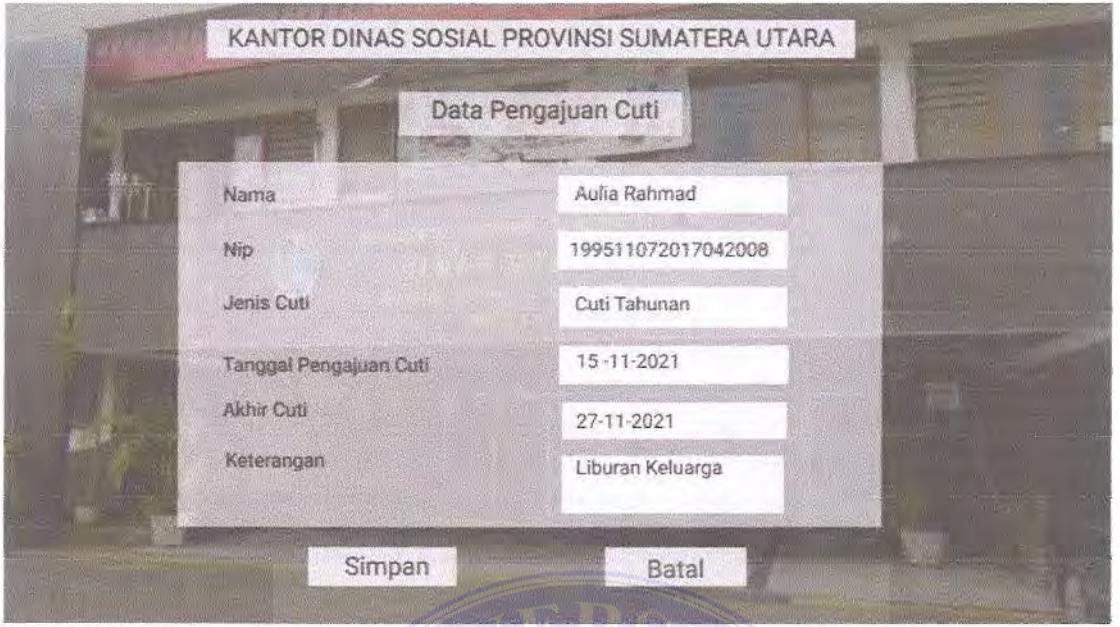 KANTOR DINAS SOSIAL PROVINSI SUMATERA UTARA
Data Pengajuan Cuti
Nama Aulia Rahmad
Nip 199511072017042008
Jenis Cuti Cuti Tahunan
Tanggal Pengajuan Cuti 15 -11-2021
Akhir Cuti 27-11-2021
Keterangan Liburan Keluarga
Simpan Batal